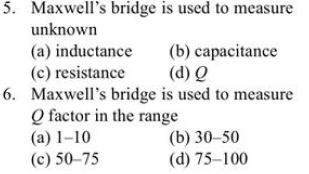 5. Maxwell's bridge is used to measure
unknown
(a) inductance (b) capacitance
(c) resistance (d) Q
6. Maxwell's bridge is used to measure
Q factor in the range
(a) 1–10 (b) 30–50
(c) 50–75 (d) 75–100